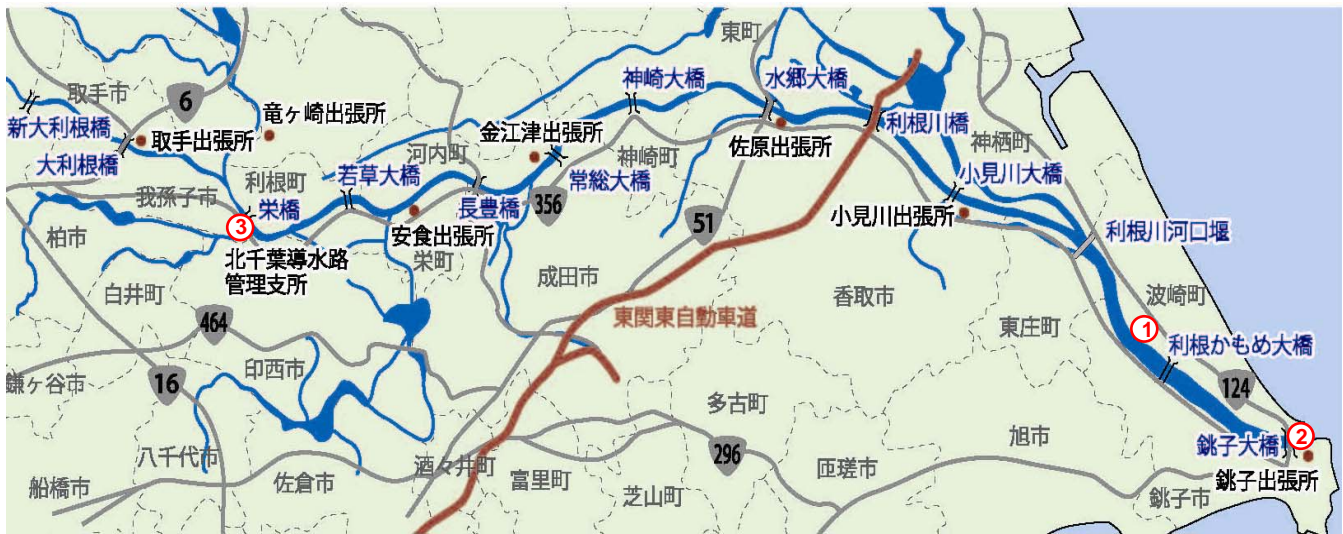 東町
取手市
6
竜ヶ崎出張所
神崎大橋
水郷大橋
新大利根橋
取手出張所
大利根橋
金江津出張所
河内町
神崎町
佐原出張所
利根川橋
神栖町
我孫子市
利根町
若草大橋
常総大橋
小見川大橋
栄橋
長豊橋
356
51
小見川出張所
③
柏市
北千葉導水路
管理支所
安食出張所
栄町
利根川河口堰
成田市
香取市
白井町
波崎町
464
東関東自動車道
東庄町
①
利根かもめ大橋
印西市
鎌ヶ谷市
16
124
多古町
八千代市
296
旭市
銚子大橋
②
酒々井町
富里町
匝瑳市
銚子出張所
船橋市
佐倉市
芝山町
銚子市